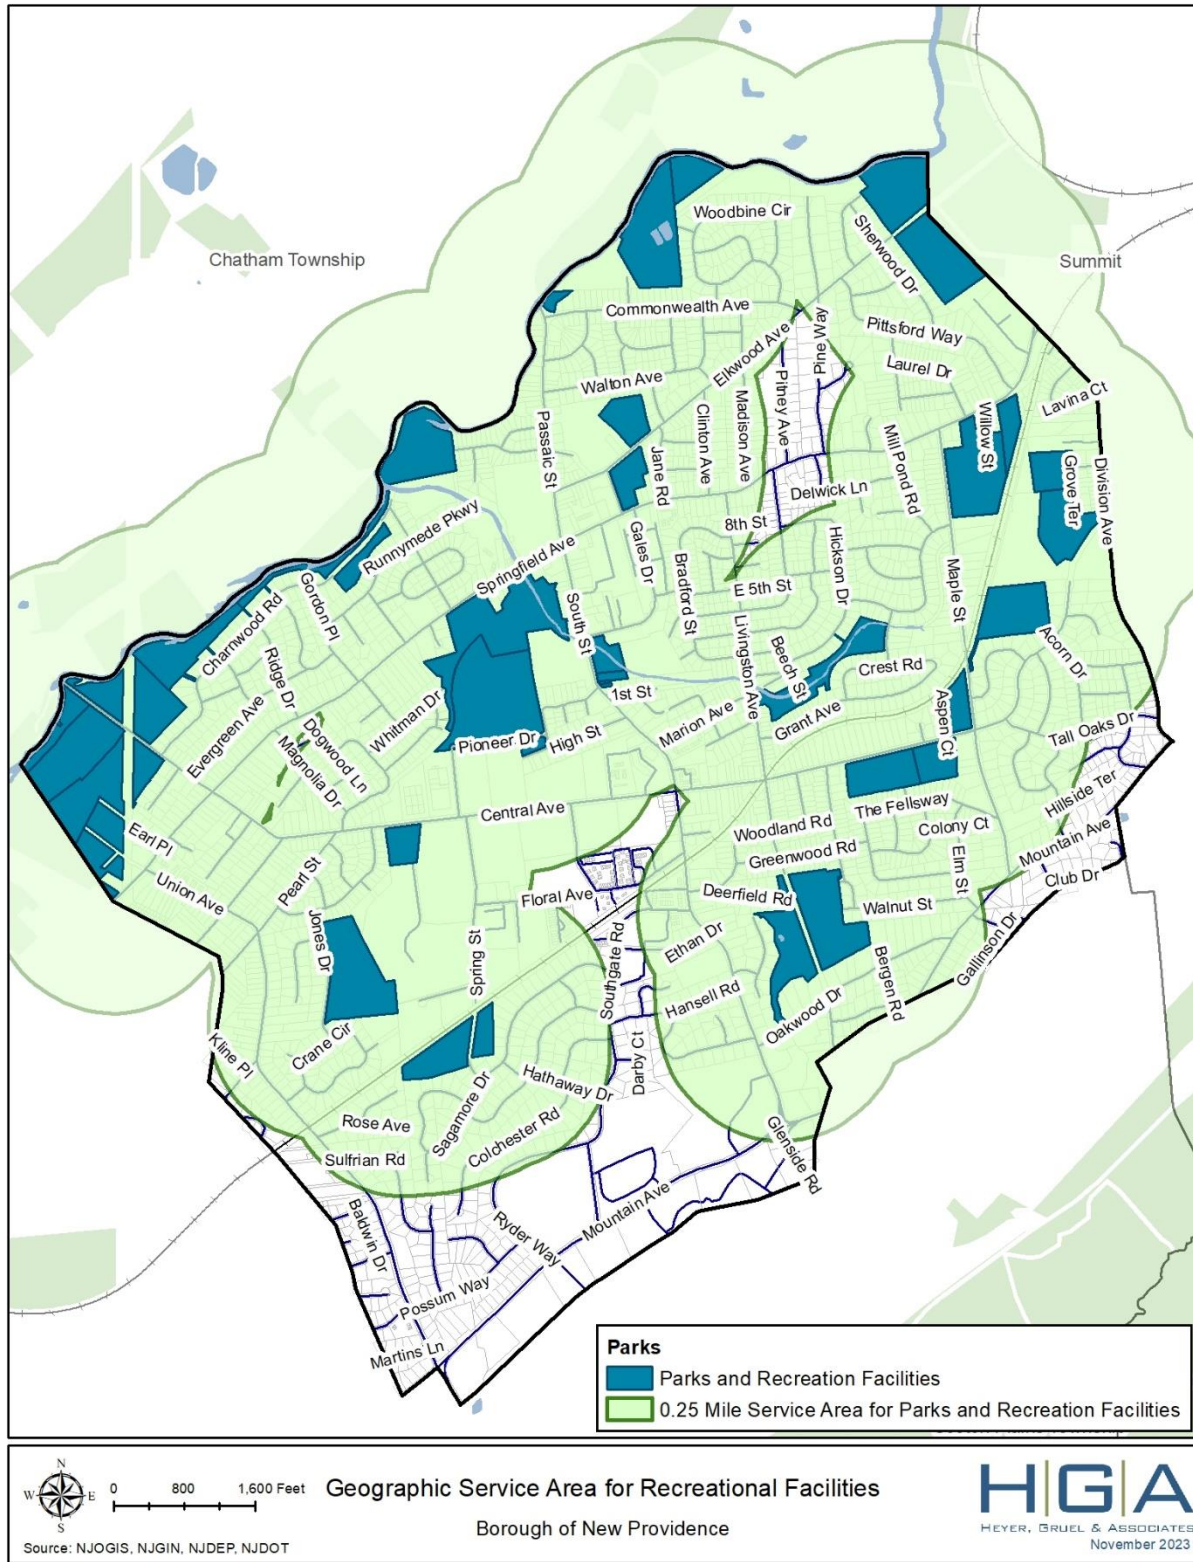 Woodbine Cir
Sherwood Dr
Chatham Township
Summit
Commonwealth Ave
Pine Way
Pittsford Way
Elkwood Ave
Laurel Dr
Walton Ave
Pitney Ave
Lavina Ct
Madison Ave
Clinton Ave
Willow St
Passaic St
Mill Pond Rd
Jane Rd
Grove Ter
Division Ave
Delwick Ln
Runnymede Pkwy
8th St
Springfield Ave
Gales Dr
Hickson Dr
Bradford St
E 5th St
Maple St
Gordon Pl
Charnwood Rd
South St
Livingston Ave
Beech St
Acorn Dr
Ridge Dr
Crest Rd
1st St
Evergreen Ave
Whitman Dr
Marion Ave
Grant Ave
Aspen Ct
Tall Oaks Dr
Dogwood Ln
Pioneer Dr
High St
Magnolia Dr
Hillside Ter
Central Ave
The Fellsway
Woodland Rd
Colony Ct
Earl Pl
Mountain Ave
Greenwood Rd
Elm St
Pearl St
Club Dr
Union Ave
Floral Ave
Deerfield Rd
Walnut St
Jones Dr
Ethan Dr
Gallinson Dr
Spring St
Southgate Rd
Bergen Rd
Hansell Rd
Oakwood Dr
Crane Cir
Kline Pl
Darby Ct
Hathaway Dr
Sagamore Dr
Rose Ave
Colchester Rd
Glenside Rd
Sulfrian Rd
Baldwin Dr
Mountain Ave
Ryder Way
Possum Way
Martins Ln
Parks
Parks and Recreation Facilities
0.25 Mile Service Area for Parks and Recreation Facilities
N
W E
S
0 800 1,600 Feet
Source: NJOGIS, NJGIN, NJDEP, NJDOT
Geographic Service Area for Recreational Facilities
Borough of New Providence
H|G|A
HEYER, GRUEL & ASSOCIATES
November 2023